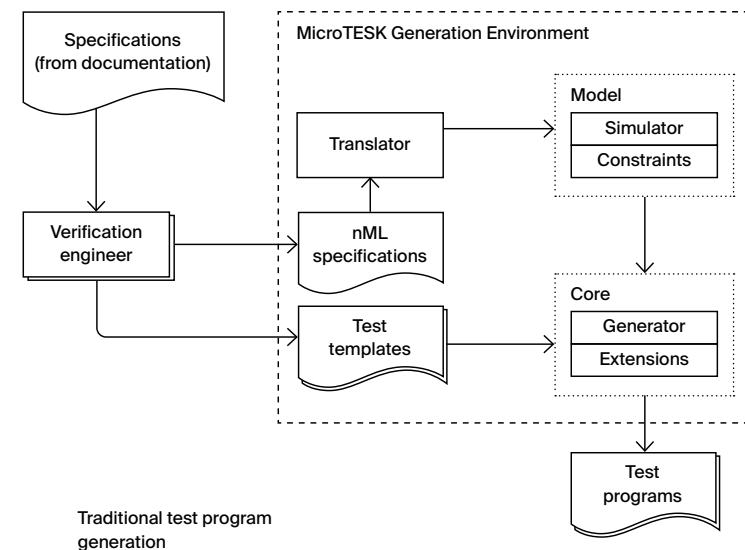 Specifications
(from documentation)
MicroTESK Generation Environment
Model
Simulator
Constraints
Translator
Verification
engineer
nML
specifications
Core
Generator
Extensions
Test
templates
Test
programs
Traditional test program
generation